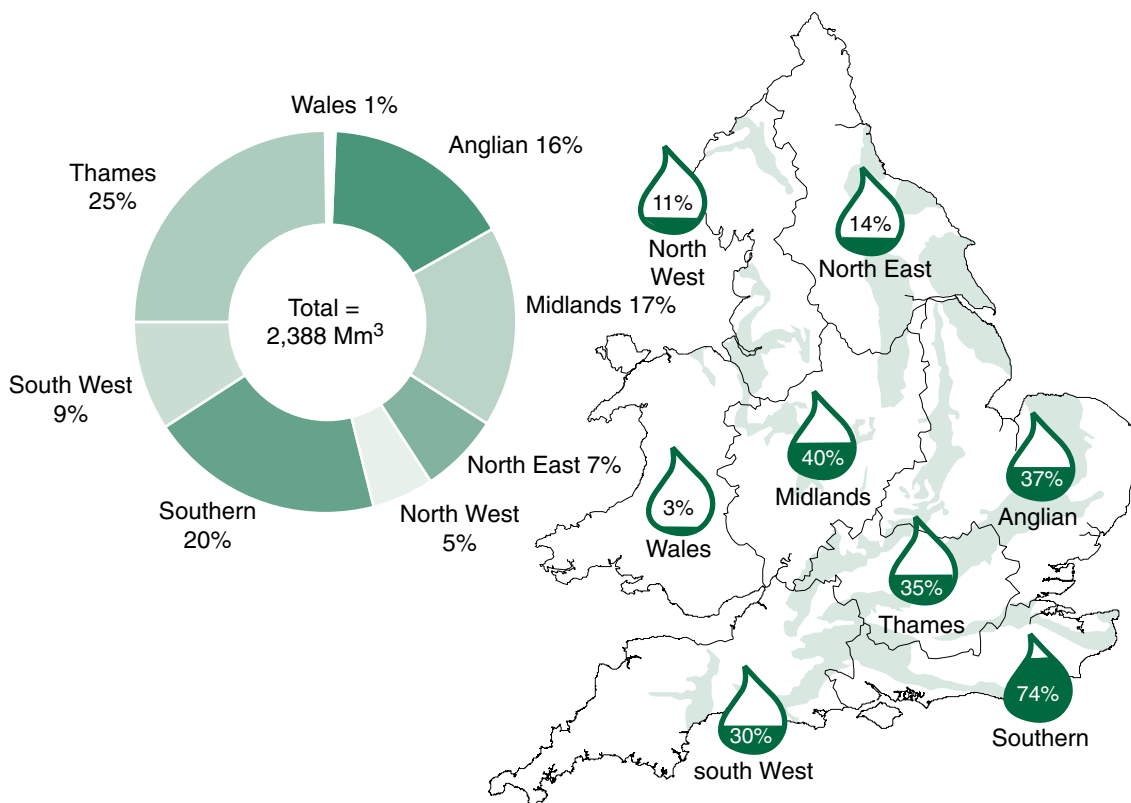 Wales 1%
Anglian 16%
Thames
25%
Midlands 17%
Total =
2,388 Mm³
South West
9%
North East 7%
Southern
20%
North West
5%
11%
North
West
14%
North East
40%
Midlands
37%
Anglian
3%
Wales
35%
Thames
74%
Southern
30%
south West